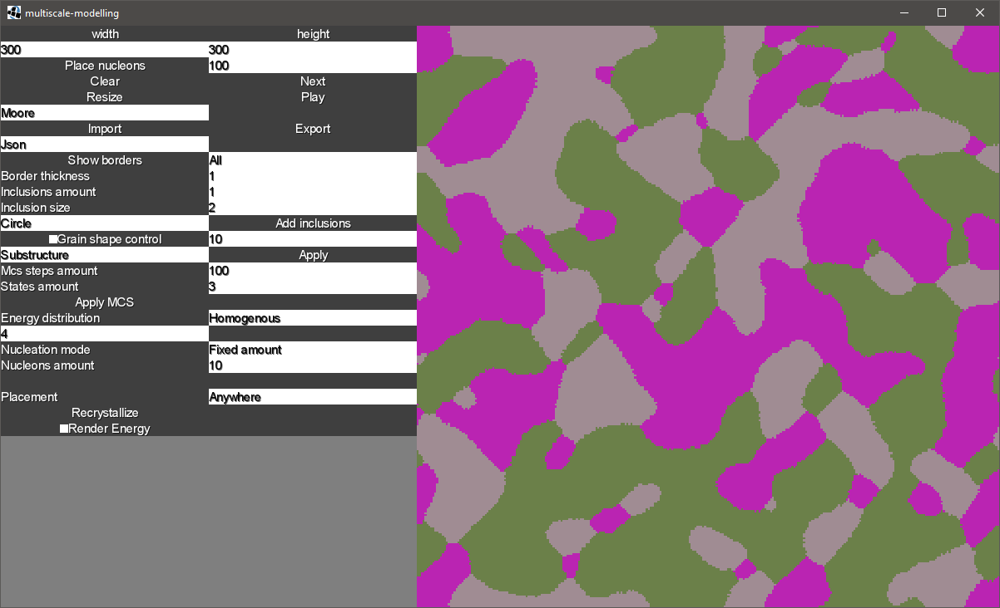 multiscale-modelling
width height
300 300
Place nucleons 100
Clear Next
Resize Play
Moore
Import Export
Json
Show borders All
Border thickness 1
Inclusions amount 1
Inclusion size 2
Circle Add inclusions
Grain shape control 10
Substructure Apply
Mcs steps amount 100
States amount 3
Apply MCS
Energy distribution Homogenous
4
Nucleation mode Fixed amount
Nucleons amount 10
Placement Anywhere
Recrystallize
Render Energy